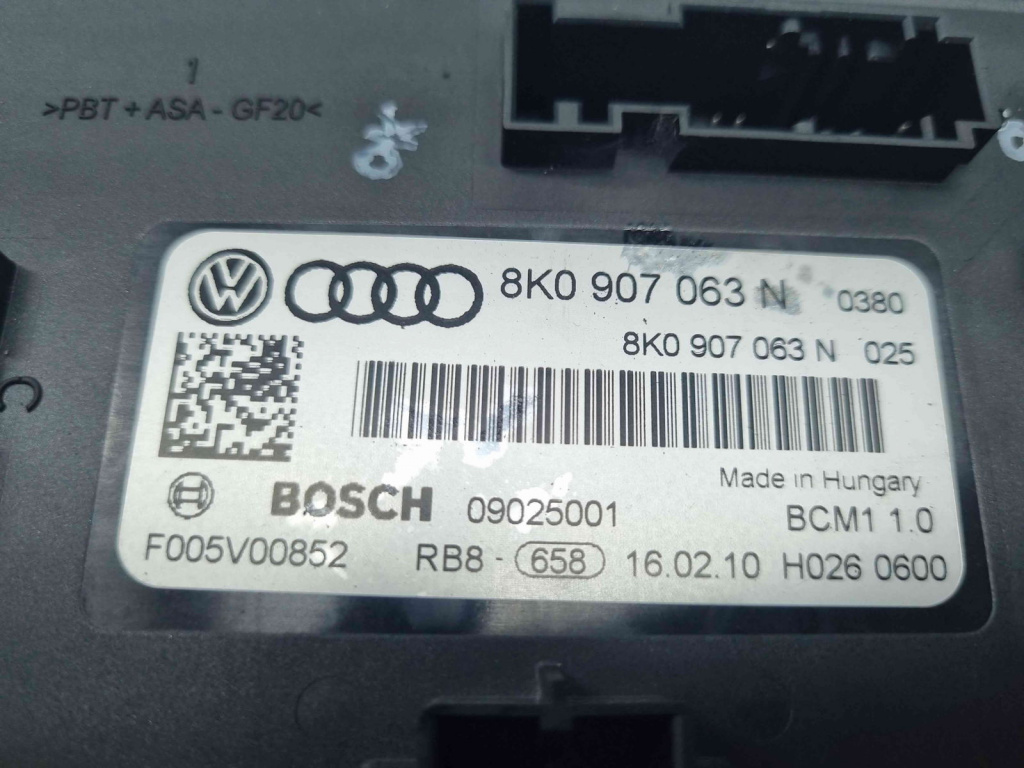 1
>PBT + ASA - GF20<
8K0 907 063 N 0380
8K0 907 063 N 025
Made in Hungary
BOSCH 09025001 BCM1 1.0
F005V00852 RB8 - 658 16.02.10 H026 0600
C